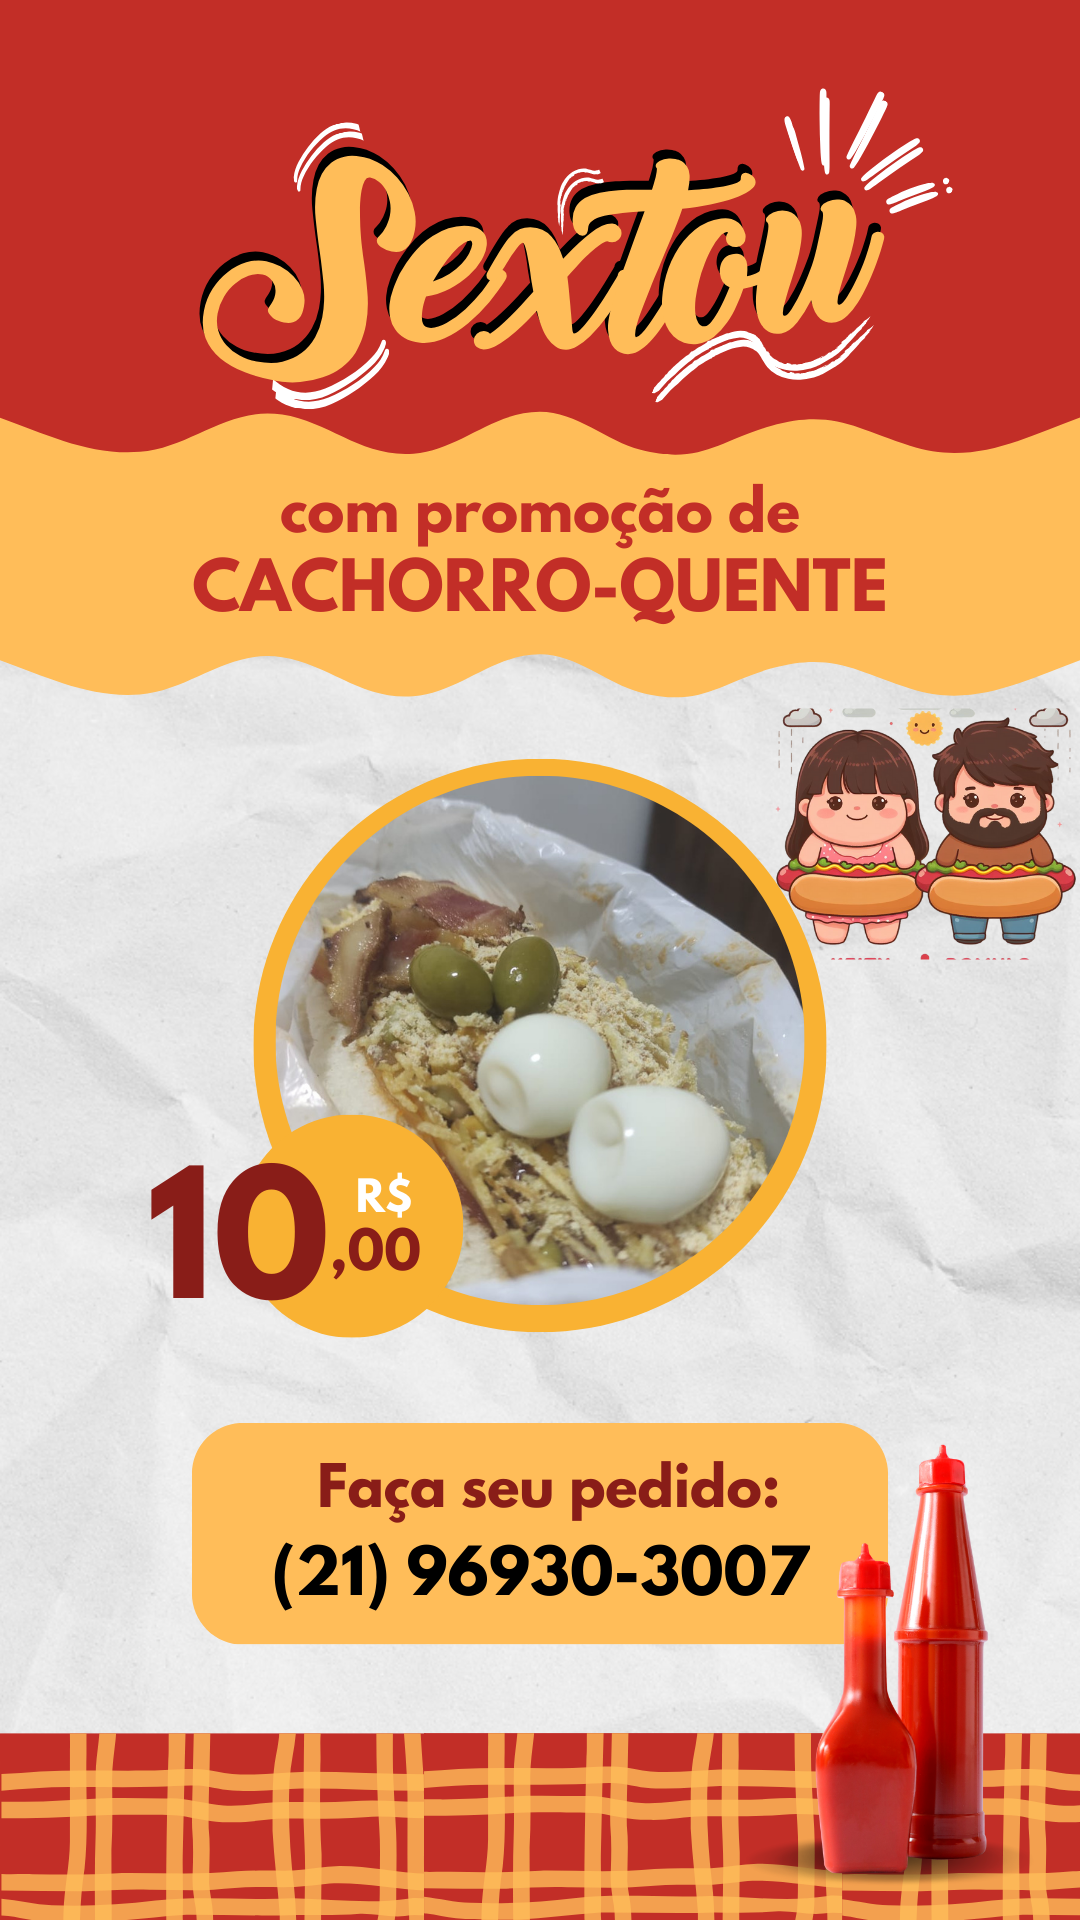 Sextou
com promoção de
CACHORRO-QUENTE
10,00
R$
Faça seu pedido:
(21) 96930-3007